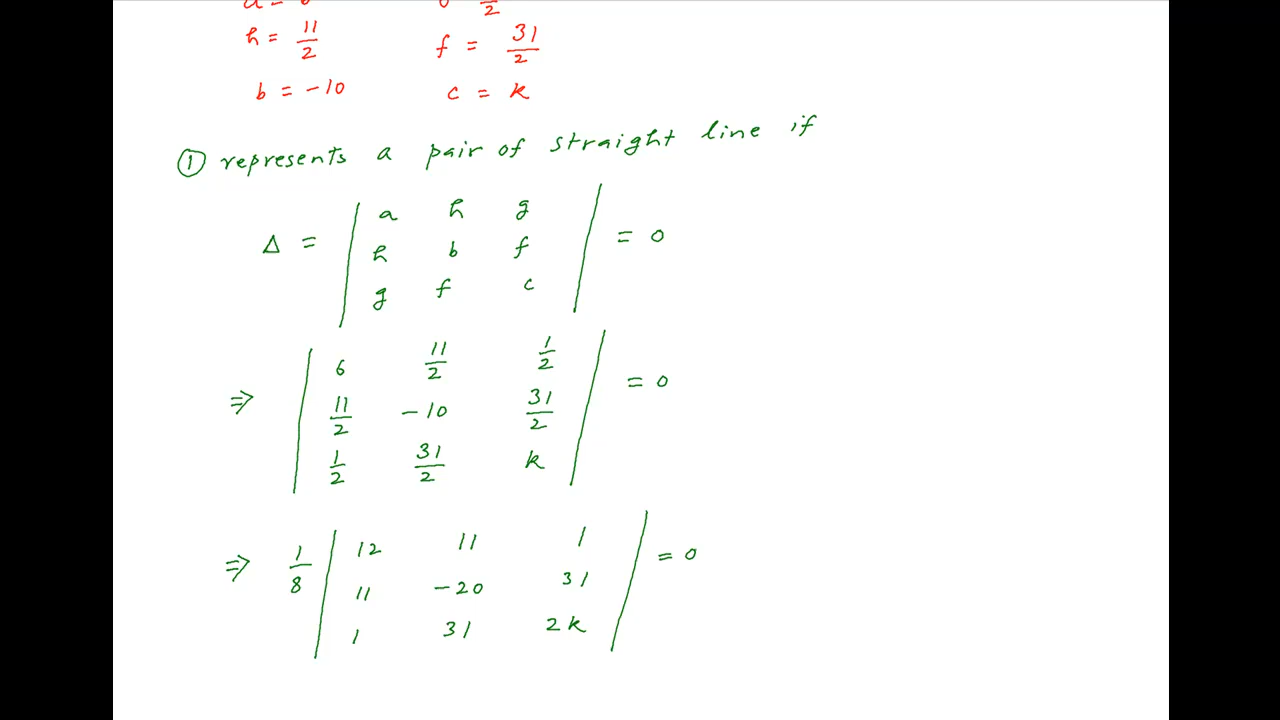 a = 6
h = 11/2 f = 31/2
b = -10 c = k
① represents a pair of straight line if
Δ = | a h g |
| h b f | = 0
| g f c |
| 6 11/2 1/2 |
⇒ | 11/2 -10 31/2 | = 0
| 1/2 31/2 k |
| 12 11 1 |
⇒ 1/8 | 11 -20 31 | = 0
| 1 31 2k |